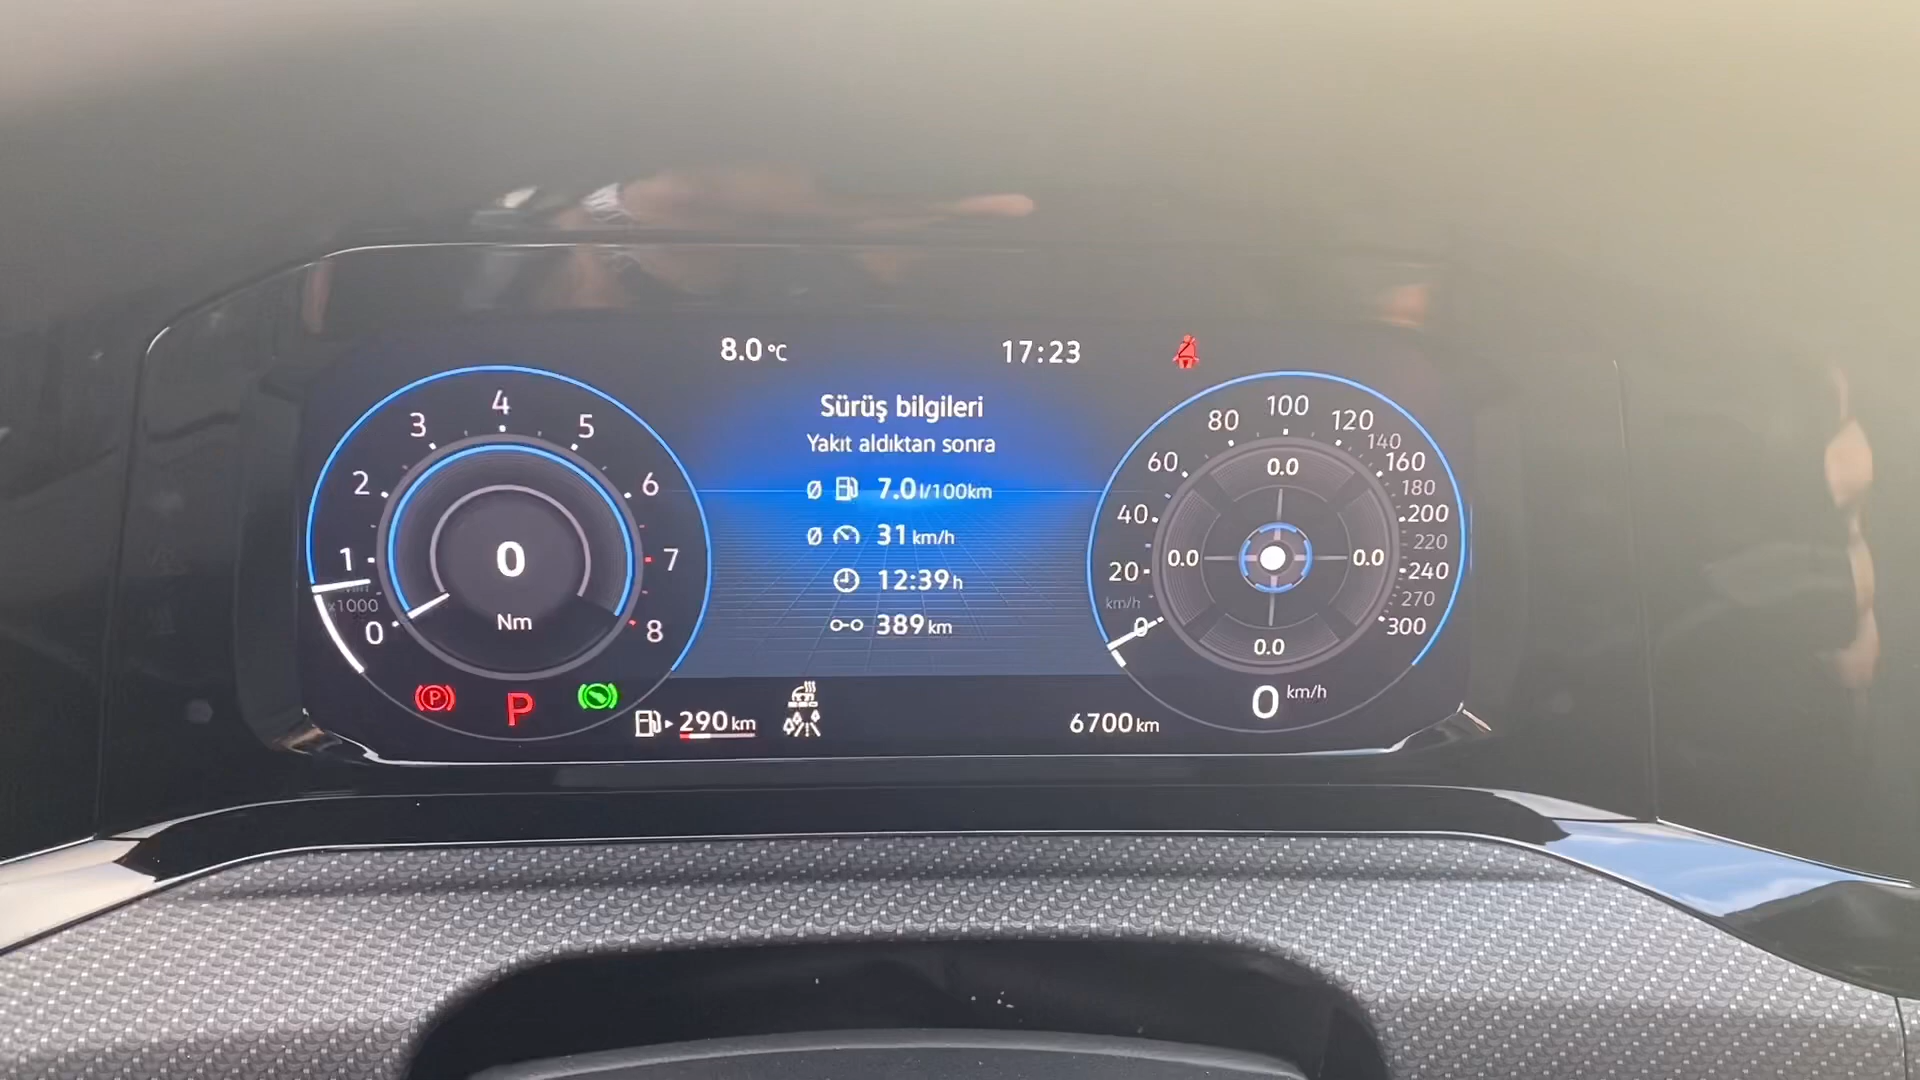 8.0 °C
17:23
Sürüş bilgileri
Yakıt aldıktan sonra
Ø 7.0 l/100km
Ø 31 km/h
12:39 h
389 km
0
1
2
3
4
5
6
7
8
x1000
0
Nm
P
P
290 km
6700 km
0
20
40
60
80
100
120
140
160
180
200
220
240
270
300
km/h
0.0
0.0
0.0
0.0
0 km/h